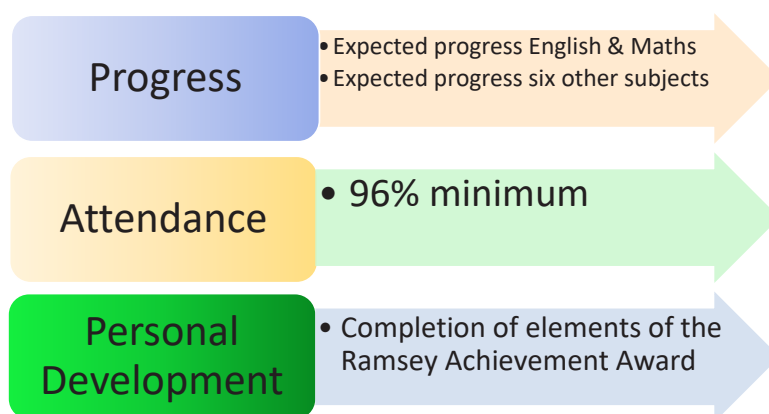 Progress
• Expected progress English & Maths
• Expected progress six other subjects
Attendance
• 96% minimum
Personal
Development
• Completion of elements of the
Ramsey Achievement Award